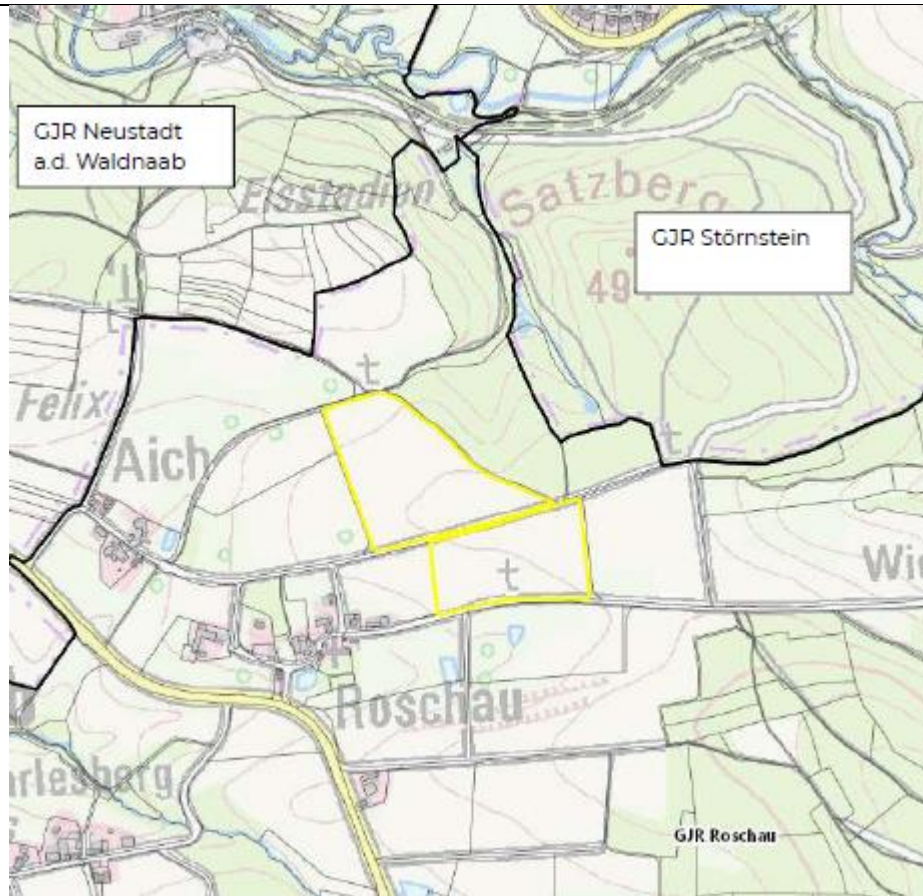 GJR Neustadt
a.d. Waldnaab
Eisstadion
Satzberg
GJR Störnstein
Felix
Aich
Roschau
GJR Roschau